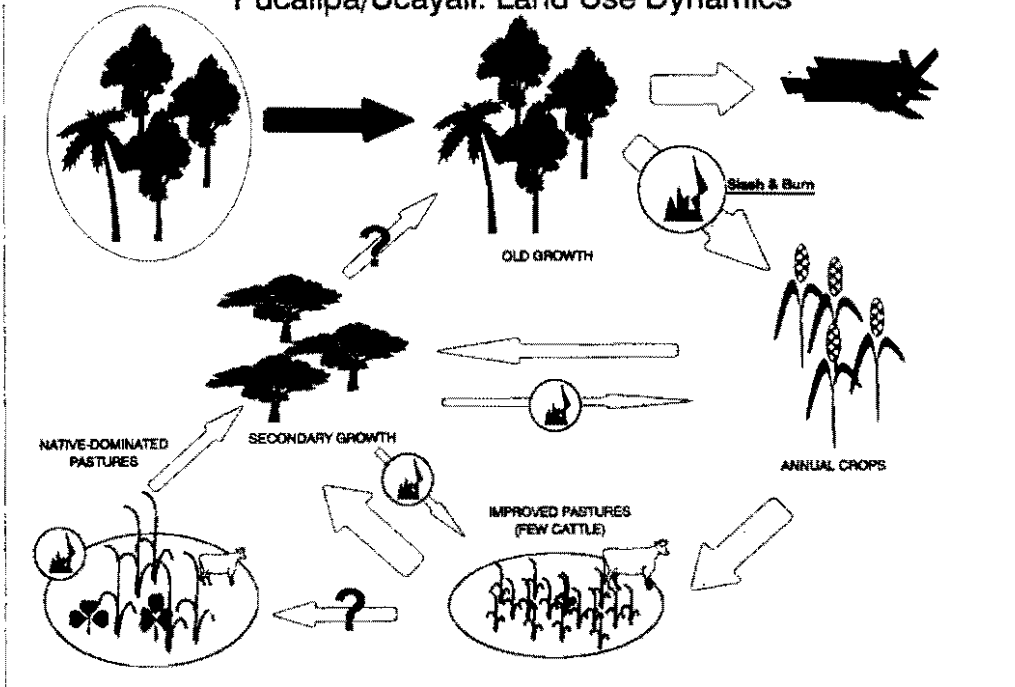 Pucallpa/Ucayali: Land Use Dynamics
Slash & Burn
OLD GROWTH
?
NATIVE-DOMINATED
PASTURES
SECONDARY GROWTH
ANNUAL CROPS
IMPROVED PASTURES
(FEW CATTLE)
?